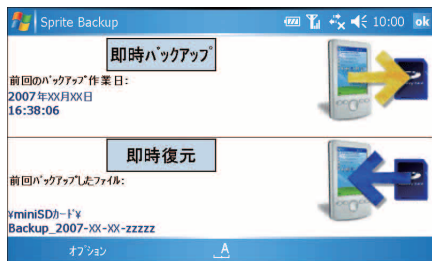 Sprite Backup 10:00 ok
即時ﾊﾞｯｸｱｯﾌﾟ
前回のﾊﾞｯｸｱｯﾌﾟ作業日:
2007年XX月XX日
16:38:06
即時復元
前回ﾊﾞｯｸｱｯﾌﾟしたﾌｧｲﾙ:
¥miniSDｶｰﾄﾞ¥
Backup_2007-XX-XX-zzzzz
ｵﾌﾟｼｮﾝ A